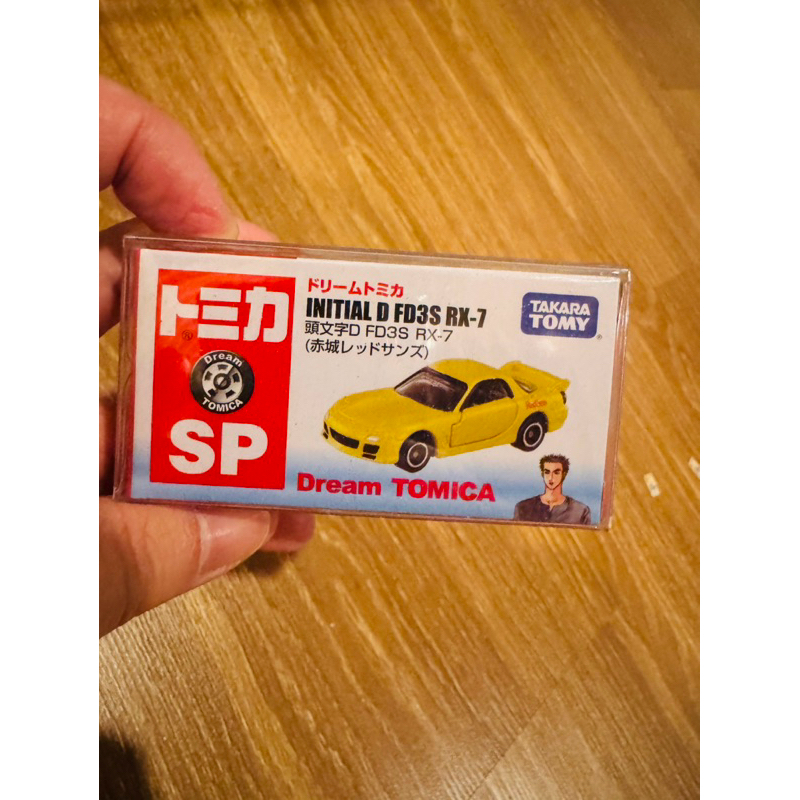 トミカ
®
Dream
TOMICA
SP
ドリームトミカ
INITIAL D FD3S RX-7
頭文字D FD3S RX-7
(赤城レッドサンズ)
TAKARA
TOMY
Dream TOMICA